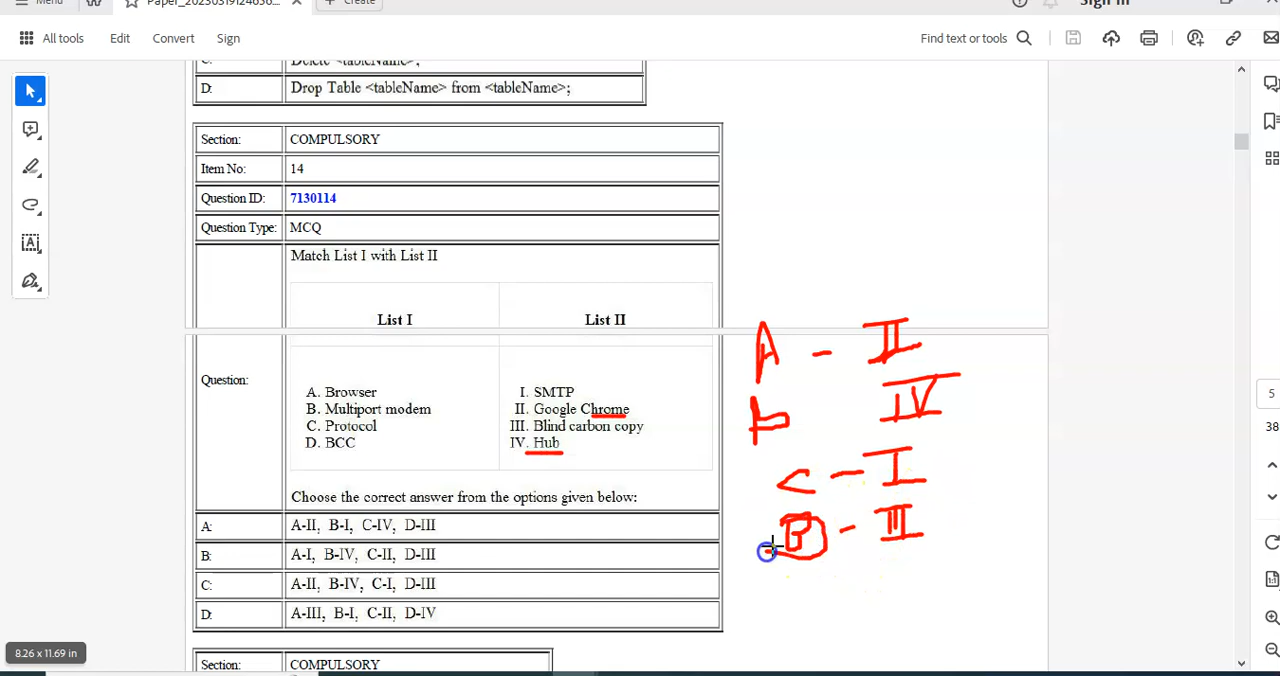 Menu Paper_20230319124656... × + Create Sign in
All tools Edit Convert Sign Find text or tools
C: Delete <tableName>;
D: Drop Table <tableName> from <tableName>;
Section: COMPULSORY
Item No: 14
Question ID: 7130114
Question Type: MCQ
Match List I with List II
List I List II
Question:
A. Browser I. SMTP
B. Multiport modem II. Google Chrome
C. Protocol III. Blind carbon copy
D. BCC IV. Hub
Choose the correct answer from the options given below:
A: A-II, B-I, C-IV, D-III
B: A-I, B-IV, C-II, D-III
C: A-II, B-IV, C-I, D-III
D: A-III, B-I, C-II, D-IV
A - II
b IV
C - I
D - III
5
38
8.26 x 11.69 in
Section: COMPULSORY